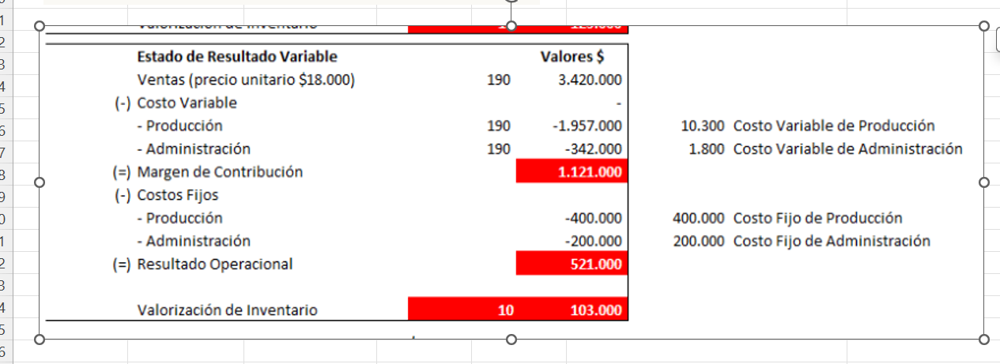 Estado de Resultado Variable Valores $
Ventas (precio unitario $18.000) 190 3.420.000
(-) Costo Variable -
- Producción 190 -1.957.000 10.300 Costo Variable de Producción
- Administración 190 -342.000 1.800 Costo Variable de Administración
(=) Margen de Contribución 1.121.000
(-) Costos Fijos
- Producción -400.000 400.000 Costo Fijo de Producción
- Administración -200.000 200.000 Costo Fijo de Administración
(=) Resultado Operacional 521.000
Valorización de Inventario 10 103.000